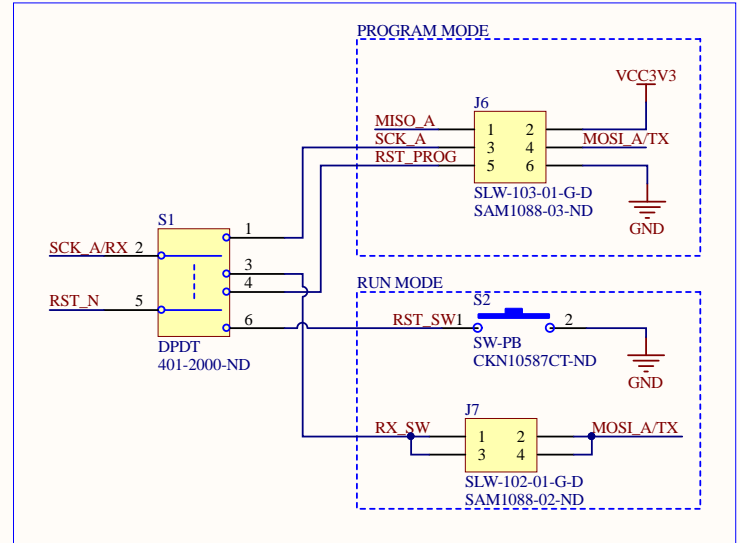 PROGRAM MODE
VCC3V3
J6
MISO_A 1 2
SCK_A 3 4 MOSI_A/TX
RST_PROG 5 6
SLW-103-01-G-D
SAM1088-03-ND
GND
S1
1
SCK_A/RX 2
3
4
RST_N 5
6
DPDT
401-2000-ND
RUN MODE
S2
RST_SW 1 2
SW-PB
CKN10587CT-ND
GND
J7
RX_SW 1 2 MOSI_A/TX
3 4
SLW-102-01-G-D
SAM1088-02-ND